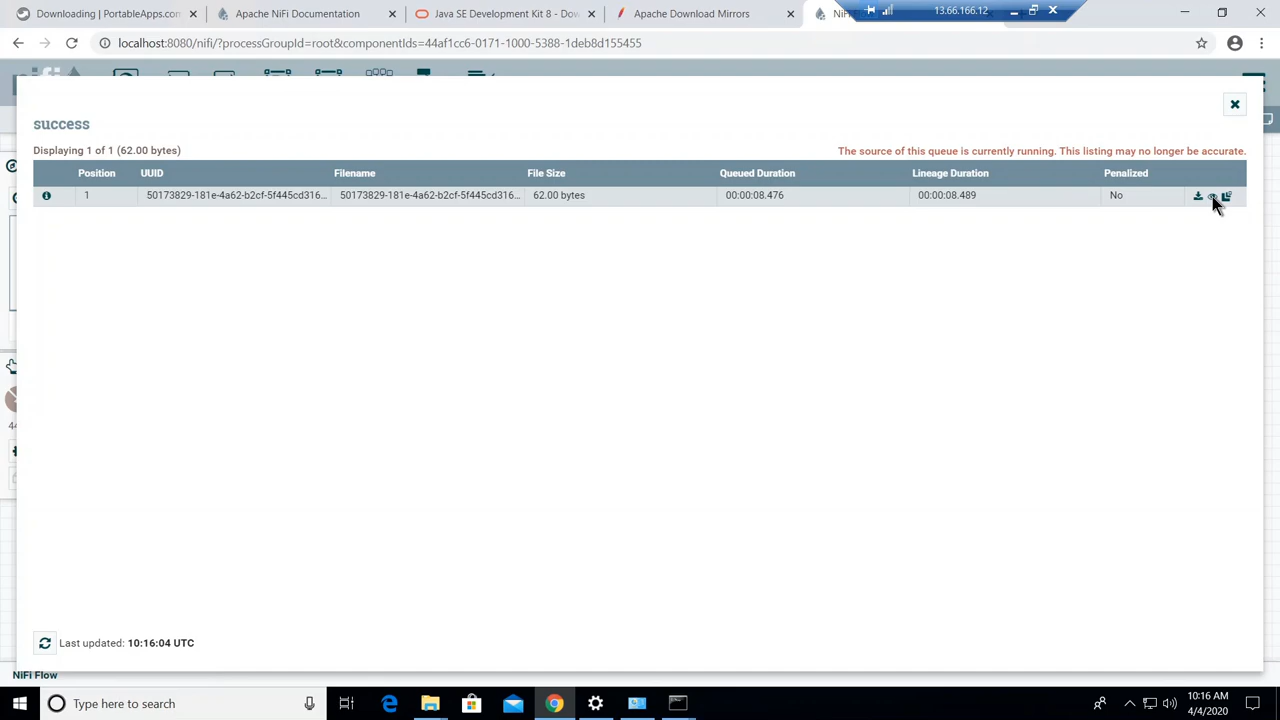 Downloading | PortableApps.co
Apache NiFi Documentation
Java SE Development Kit 8 - Dow
Apache Download Mirrors
13.66.166.12
localhost:8080/nifi/?processGroupId=root&componentIds=44af1cc6-0171-1000-5388-1deb8d155455
success
Displaying 1 of 1 (62.00 bytes)
The source of this queue is currently running. This listing may no longer be accurate.
Position UUID Filename File Size Queued Duration Lineage Duration Penalized
1 50173829-181e-4a62-b2cf-5f445cd316... 50173829-181e-4a62-b2cf-5f445cd316... 62.00 bytes 00:00:08.476 00:00:08.489 No
Last updated: 10:16:04 UTC
NiFi Flow
Type here to search
10:16 AM
4/4/2020